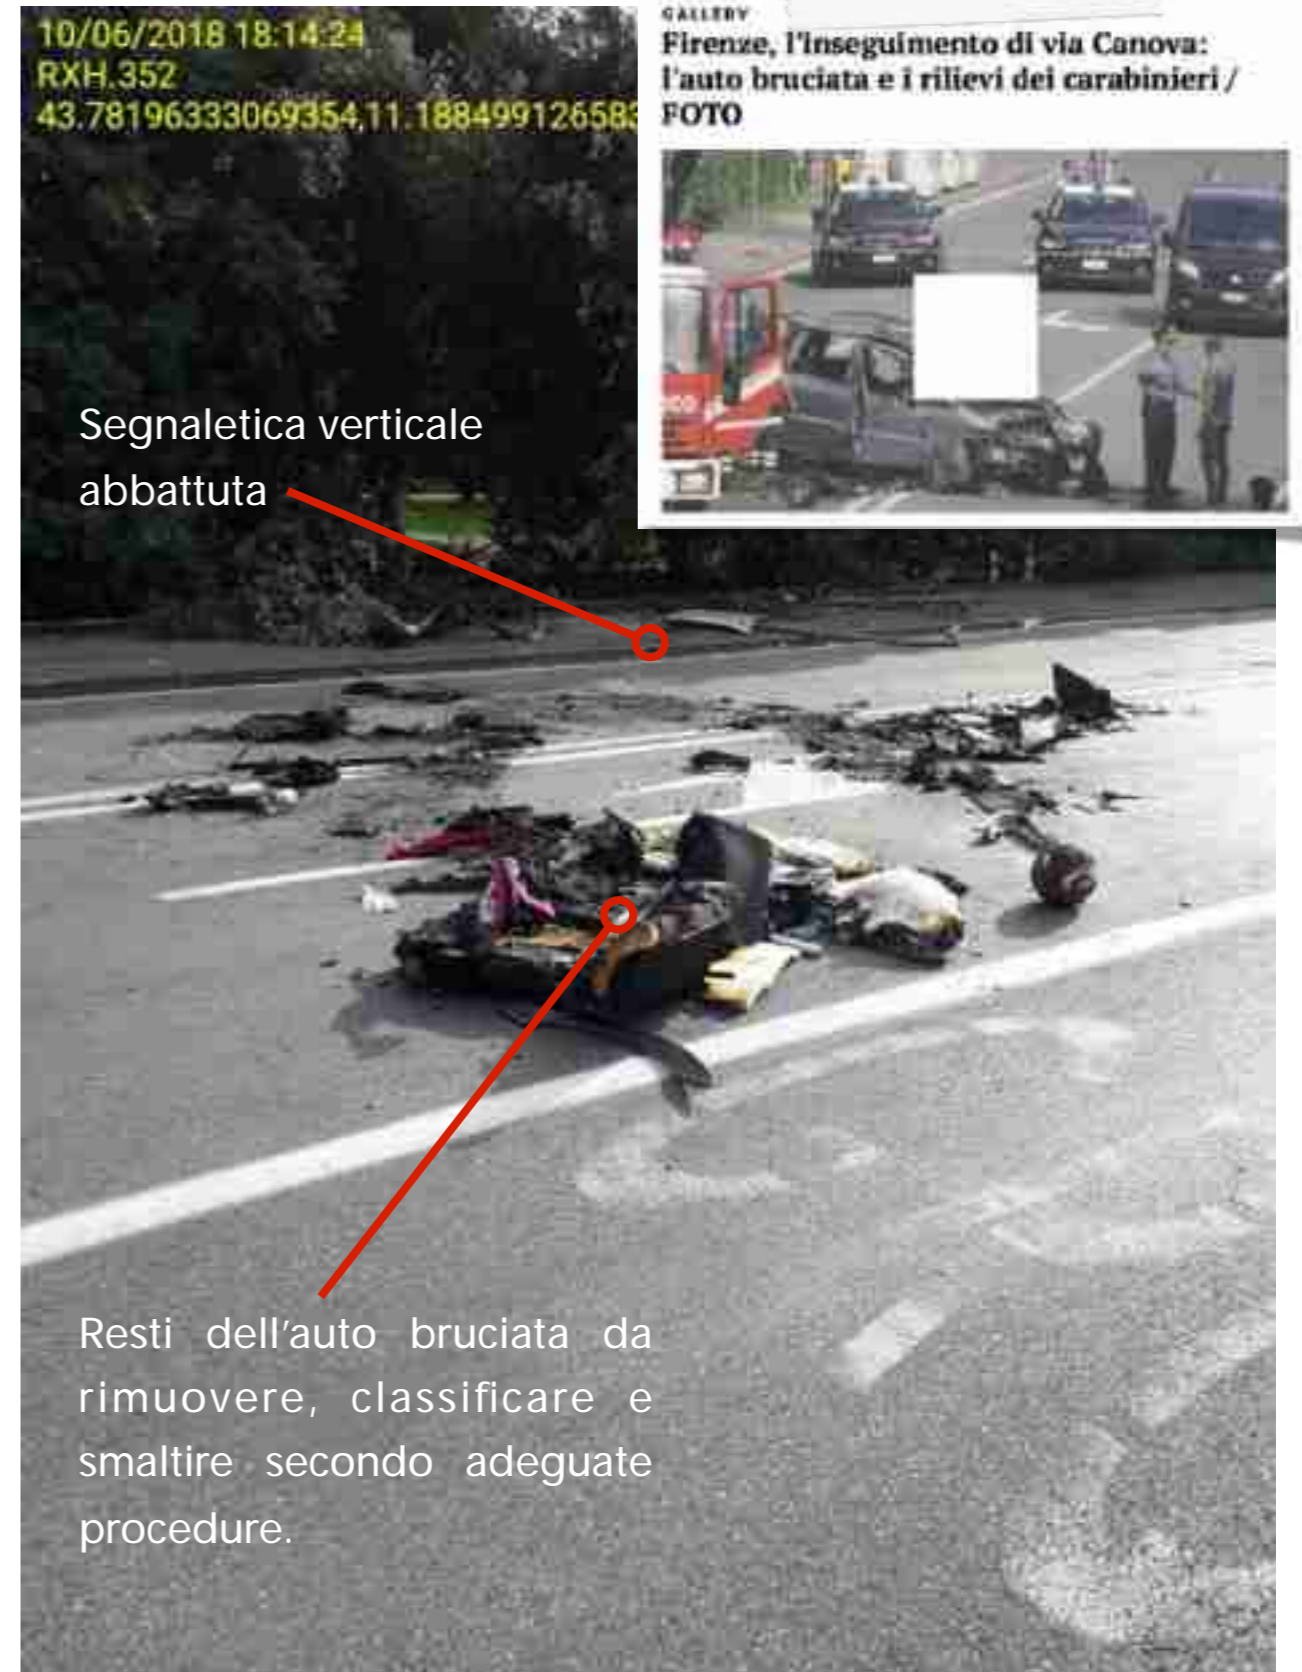 10/06/2018 18:14:24
RXH.352
43.78196333069354,11.188499126583
GALLERY
Firenze, l'inseguimento di via Canova:
l'auto bruciata e i rilievi dei carabinieri /
FOTO
Segnaletica verticale
abbattuta
Resti dell'auto bruciata da
rimuovere, classificare e
smaltire secondo adeguate
procedure.